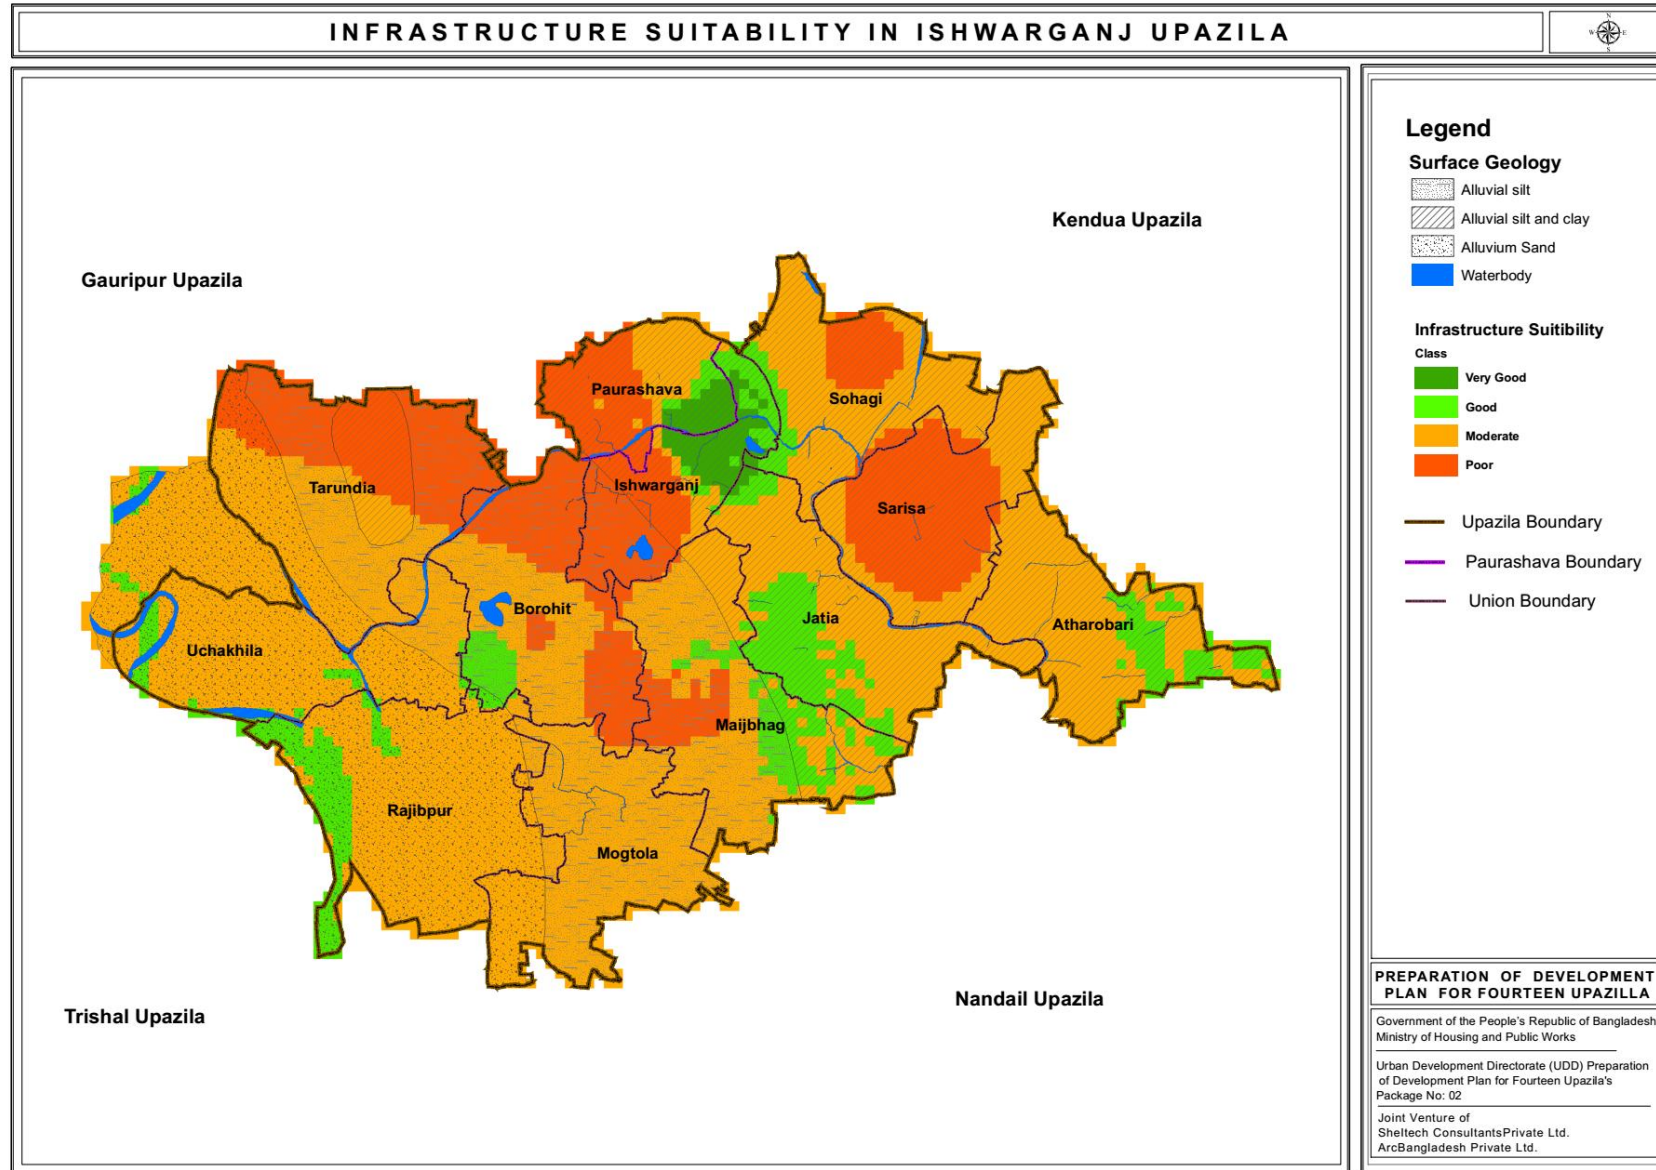 INFRASTRUCTURE SUITABILITY IN ISHWARGANJ UPAZILA
N
W E
S
Kendua Upazila
Gauripur Upazila
Paurashava
Sohagi
Tarundia
Ishwarganj
Sarisa
Borohit
Jatia
Atharobari
Uchakhila
Maijbhag
Rajibpur
Mogtola
Nandail Upazila
Trishal Upazila
Legend
Surface Geology
Alluvial silt
Alluvial silt and clay
Alluvium Sand
Waterbody
Infrastructure Suitibility
Class
Very Good
Good
Moderate
Poor
Upazila Boundary
Paurashava Boundary
Union Boundary
PREPARATION OF DEVELOPMENT
PLAN FOR FOURTEEN UPAZILLA
Government of the People's Republic of Bangladesh
Ministry of Housing and Public Works
Urban Development Directorate (UDD) Preparation
of Development Plan for Fourteen Upazila's
Package No: 02
Joint Venture of
Sheltech ConsultantsPrivate Ltd.
ArcBangladesh Private Ltd.